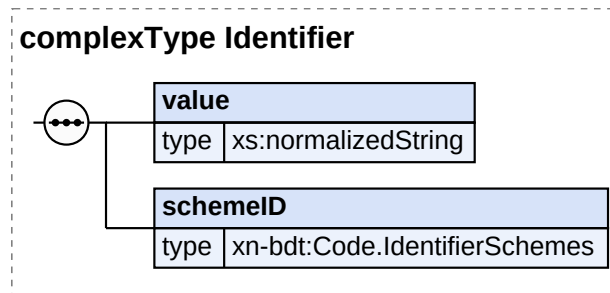 complexType Identifier
value
type xs:normalizedString
schemeID
type xn-bdt:Code.IdentifierSchemes